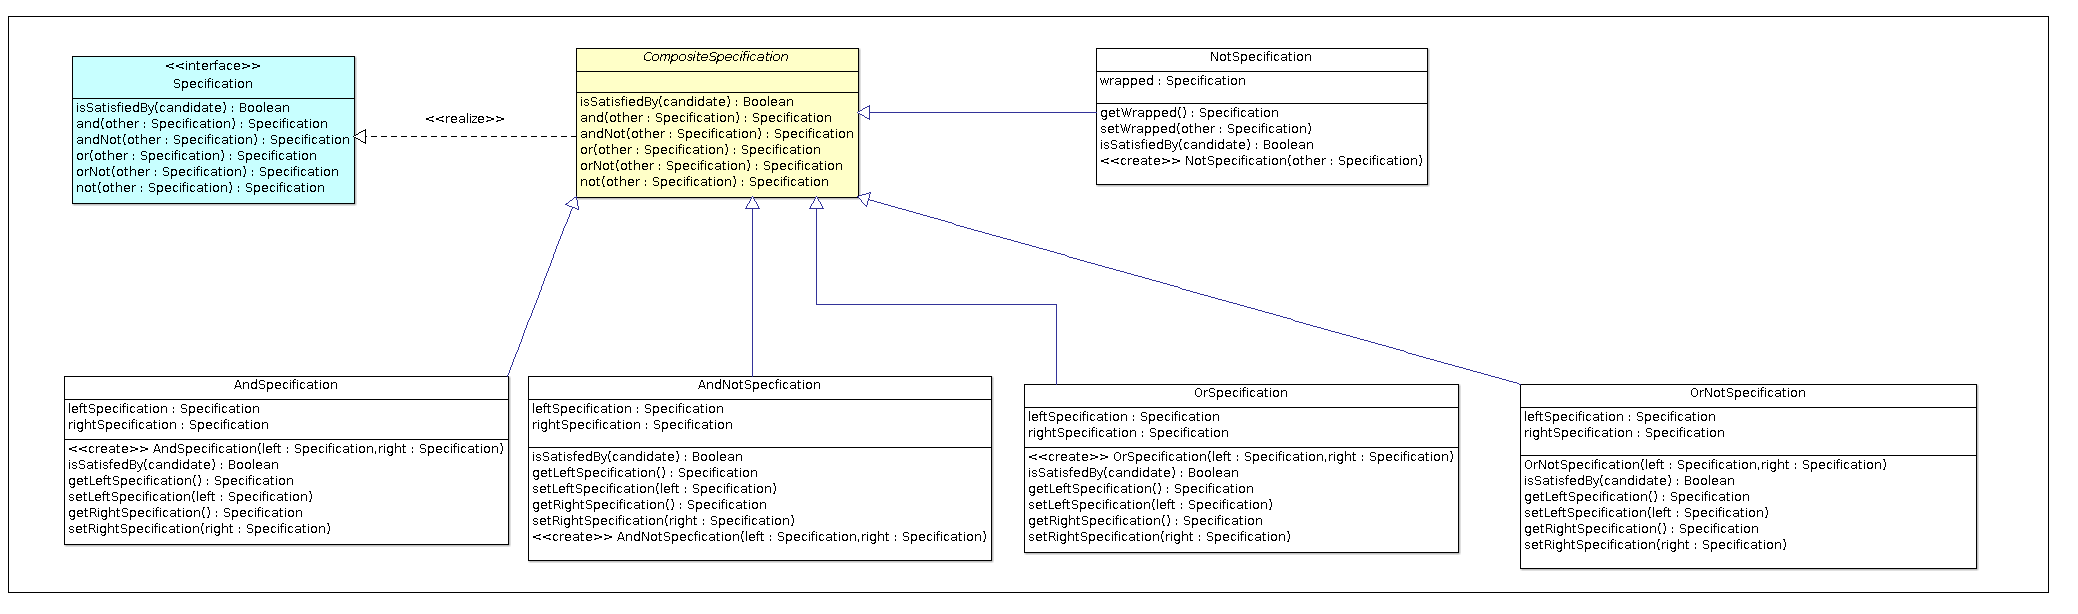 <<interface>>
Specification
isSatisfiedBy(candidate) : Boolean
and(other : Specification) : Specification
andNot(other : Specification) : Specification
or(other : Specification) : Specification
orNot(other : Specification) : Specification
not(other : Specification) : Specification
<<realize>>
CompositeSpecification
isSatisfiedBy(candidate) : Boolean
and(other : Specification) : Specification
andNot(other : Specification) : Specification
or(other : Specification) : Specification
orNot(other : Specification) : Specification
not(other : Specification) : Specification
NotSpecification
wrapped : Specification
getWrapped() : Specification
setWrapped(other : Specification)
isSatisfiedBy(candidate) : Boolean
<<create>> NotSpecification(other : Specification)
AndSpecification
leftSpecification : Specification
rightSpecification : Specification
<<create>> AndSpecification(left : Specification,right : Specification)
isSatisfedBy(candidate) : Boolean
getLeftSpecification() : Specification
setLeftSpecification(left : Specification)
getRightSpecification() : Specification
setRightSpecification(right : Specification)
AndNotSpecfication
leftSpecification : Specification
rightSpecification : Specification
isSatisfedBy(candidate) : Boolean
getLeftSpecification() : Specification
setLeftSpecification(left : Specification)
getRightSpecification() : Specification
setRightSpecification(right : Specification)
<<create>> AndNotSpecfication(left : Specification,right : Specification)
OrSpecification
leftSpecification : Specification
rightSpecification : Specification
<<create>> OrSpecification(left : Specification,right : Specification)
isSatisfedBy(candidate) : Boolean
getLeftSpecification() : Specification
setLeftSpecification(left : Specification)
getRightSpecification() : Specification
setRightSpecification(right : Specification)
OrNotSpecification
leftSpecification : Specification
rightSpecification : Specification
OrNotSpecification(left : Specification,right : Specification)
isSatisfedBy(candidate) : Boolean
getLeftSpecification() : Specification
setLeftSpecification(left : Specification)
getRightSpecification() : Specification
setRightSpecification(right : Specification)